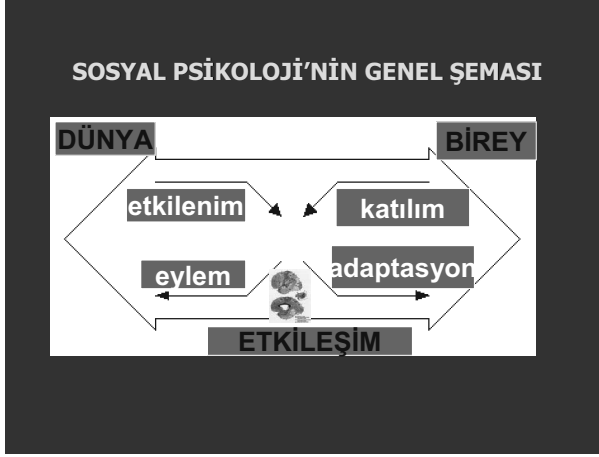 SOSYAL PSİKOLOJİ’NİN GENEL ŞEMASI
DÜNYA
BİREY
etkilenim
katılım
eylem
adaptasyon
ETKİLEŞİM